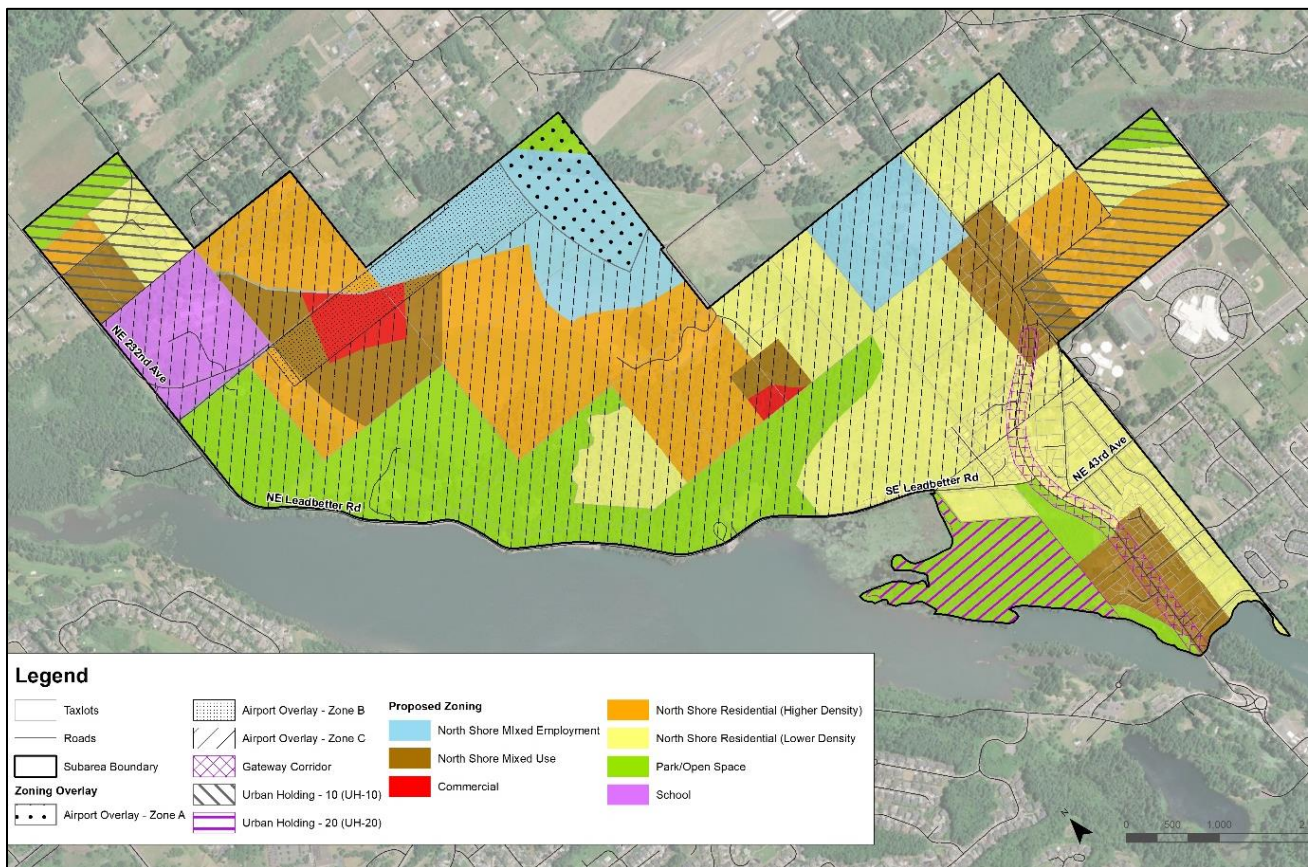 NE 232nd Ave
NE Leadbetter Rd
SE Leadbetter Rd
NE 43rd Ave
Legend
Taxlots
Roads
Subarea Boundary
Zoning Overlay
Airport Overlay - Zone A
Airport Overlay - Zone B
Airport Overlay - Zone C
Gateway Corridor
Urban Holding - 10 (UH-10)
Urban Holding - 20 (UH-20)
Proposed Zoning
North Shore Mixed Employment
North Shore Mixed Use
Commercial
North Shore Residential (Higher Density)
North Shore Residential (Lower Density
Park/Open Space
School
N
0 500 1,000